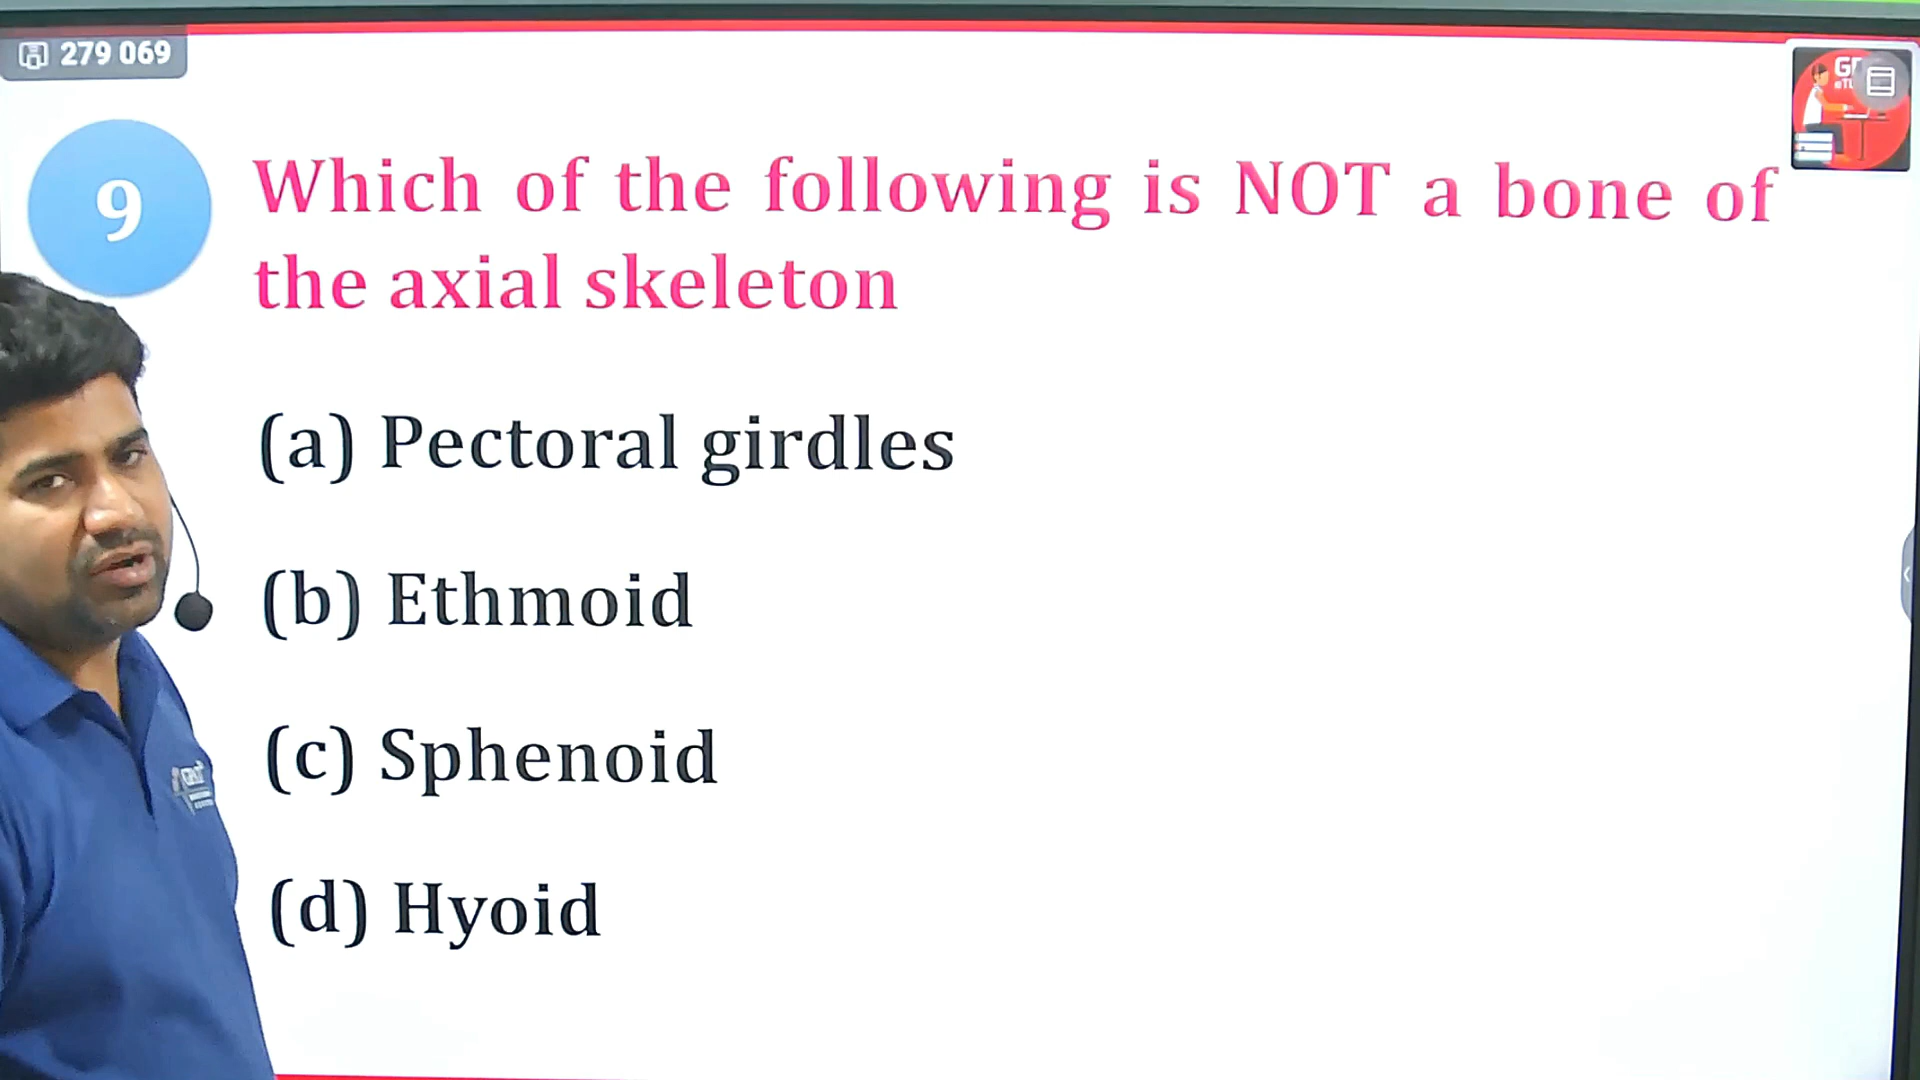 279 069
9
Which of the following is NOT a bone of
the axial skeleton
(a) Pectoral girdles
(b) Ethmoid
(c) Sphenoid
(d) Hyoid